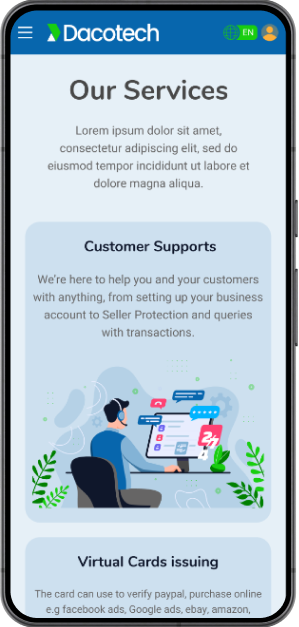 Dacotech
EN
Our Services
Lorem ipsum dolor sit amet,
consectetur adipiscing elit, sed do
eiusmod tempor incididunt ut labore et
dolore magna aliqua.
Customer Supports
We're here to help you and your customers
with anything, from setting up your business
account to Seller Protection and queries
with transactions.
24
Virtual Cards issuing
The card can use to verify paypal, purchase online
e.g facebook ads, Google ads, ebay, amazon,